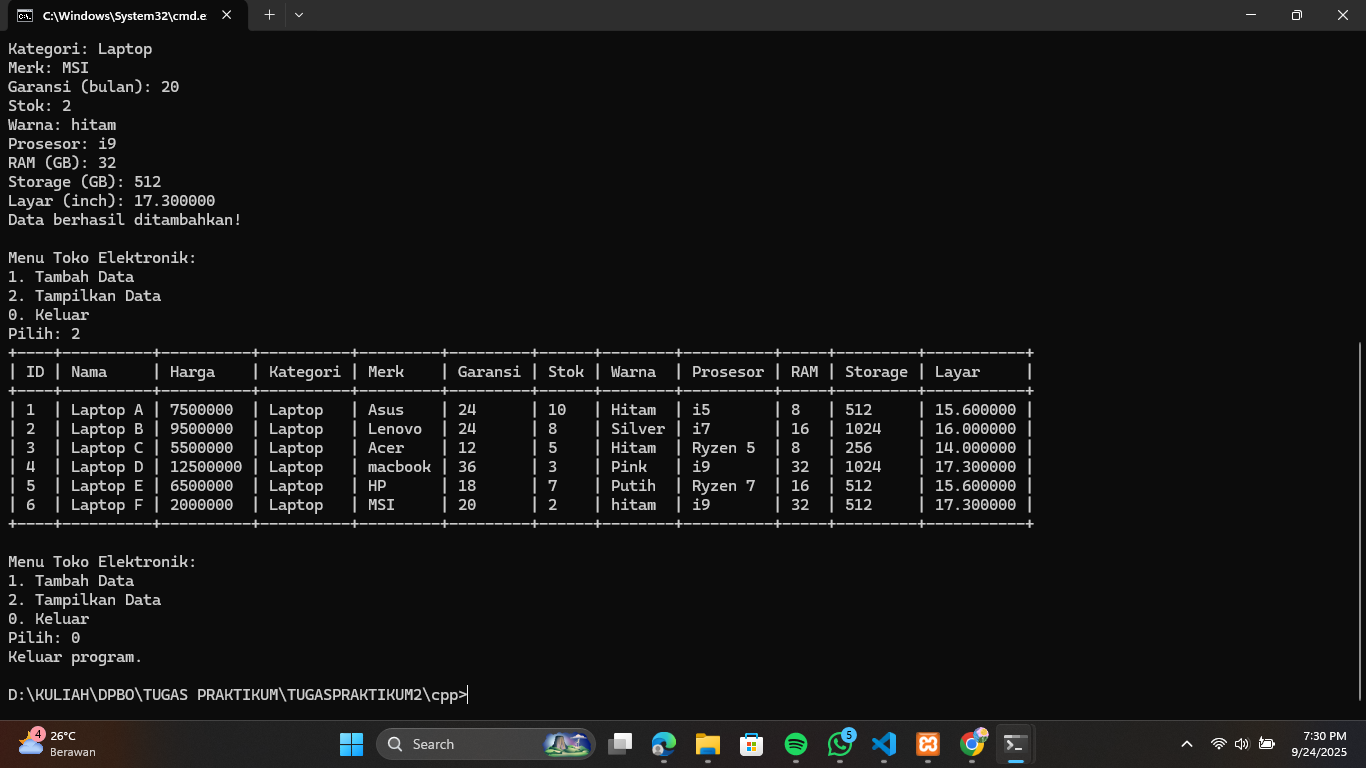 C:\Windows\System32\cmd.e
Kategori: Laptop
Merk: MSI
Garansi (bulan): 20
Stok: 2
Warna: hitam
Prosesor: i9
RAM (GB): 32
Storage (GB): 512
Layar (inch): 17.300000
Data berhasil ditambahkan!
Menu Toko Elektronik:
1. Tambah Data
2. Tampilkan Data
0. Keluar
Pilih: 2
+----+----------+----------+----------+---------+---------+------+--------+----------+-----+---------+-----------+
| ID | Nama     | Harga    | Kategori | Merk    | Garansi | Stok | Warna  | Prosesor | RAM | Storage | Layar     |
+----+----------+----------+----------+---------+---------+------+--------+----------+-----+---------+-----------+
| 1  | Laptop A | 7500000  | Laptop   | Asus    | 24      | 10   | Hitam  | i5       | 8   | 512     | 15.600000 |
| 2  | Laptop B | 9500000  | Laptop   | Lenovo  | 24      | 8    | Silver | i7       | 16  | 1024    | 16.000000 |
| 3  | Laptop C | 5500000  | Laptop   | Acer    | 12      | 5    | Hitam  | Ryzen 5  | 8   | 256     | 14.000000 |
| 4  | Laptop D | 12500000 | Laptop   | macbook | 36      | 3    | Pink   | i9       | 32  | 1024    | 17.300000 |
| 5  | Laptop E | 6500000  | Laptop   | HP      | 18      | 7    | Putih  | Ryzen 7  | 16  | 512     | 15.600000 |
| 6  | Laptop F | 2000000  | Laptop   | MSI     | 20      | 2    | hitam  | i9       | 32  | 512     | 17.300000 |
+----+----------+----------+----------+---------+---------+------+--------+----------+-----+---------+-----------+
Menu Toko Elektronik:
1. Tambah Data
2. Tampilkan Data
0. Keluar
Pilih: 0
Keluar program.
D:\KULIAH\DPBO\TUGAS PRAKTIKUM\TUGASPRAKTIKUM2\cpp>
4
26°C
Berawan
Search
5
7:30 PM
9/24/2025